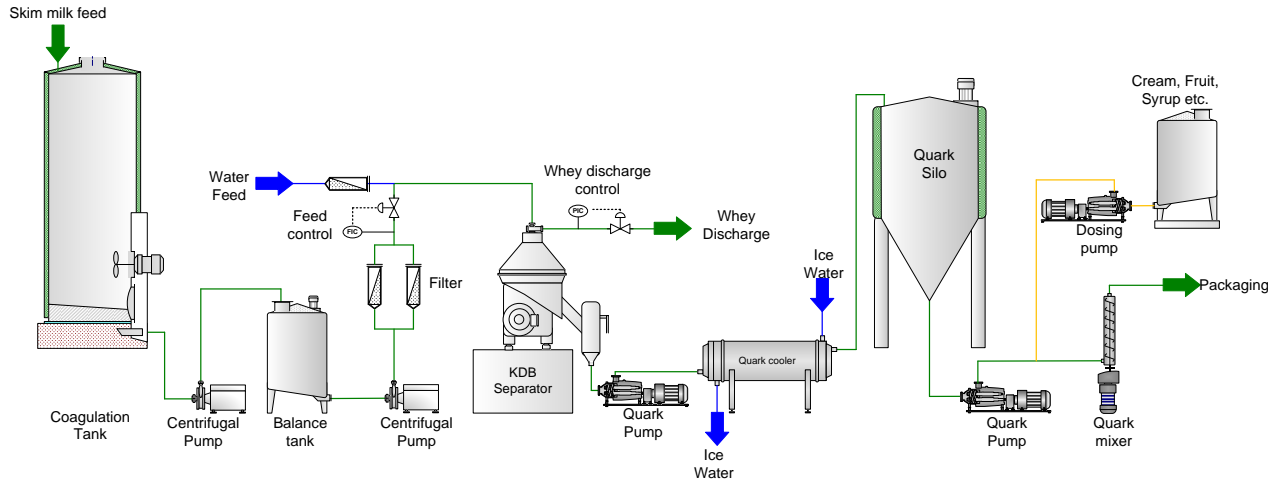 Skim milk feed
Coagulation
Tank
Centrifugal
Pump
Balance
tank
Centrifugal
Pump
Water
Feed
Feed
control
FIC
Filter
KDB
Separator
Whey discharge
control
PIC
Whey
Discharge
Quark
Pump
Quark cooler
Ice
Water
Ice
Water
Quark
Silo
Quark
Pump
Cream, Fruit,
Syrup etc.
Dosing
pump
Packaging
Quark
mixer